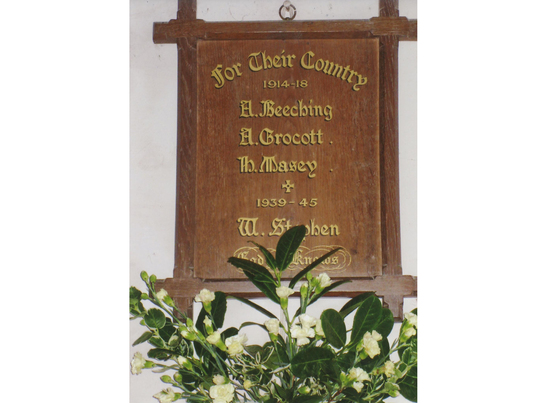 For Their Country
1914-18
A. Beeching
A. Grocott.
H. Masey.
1939-45
W. Stephen
God Knows